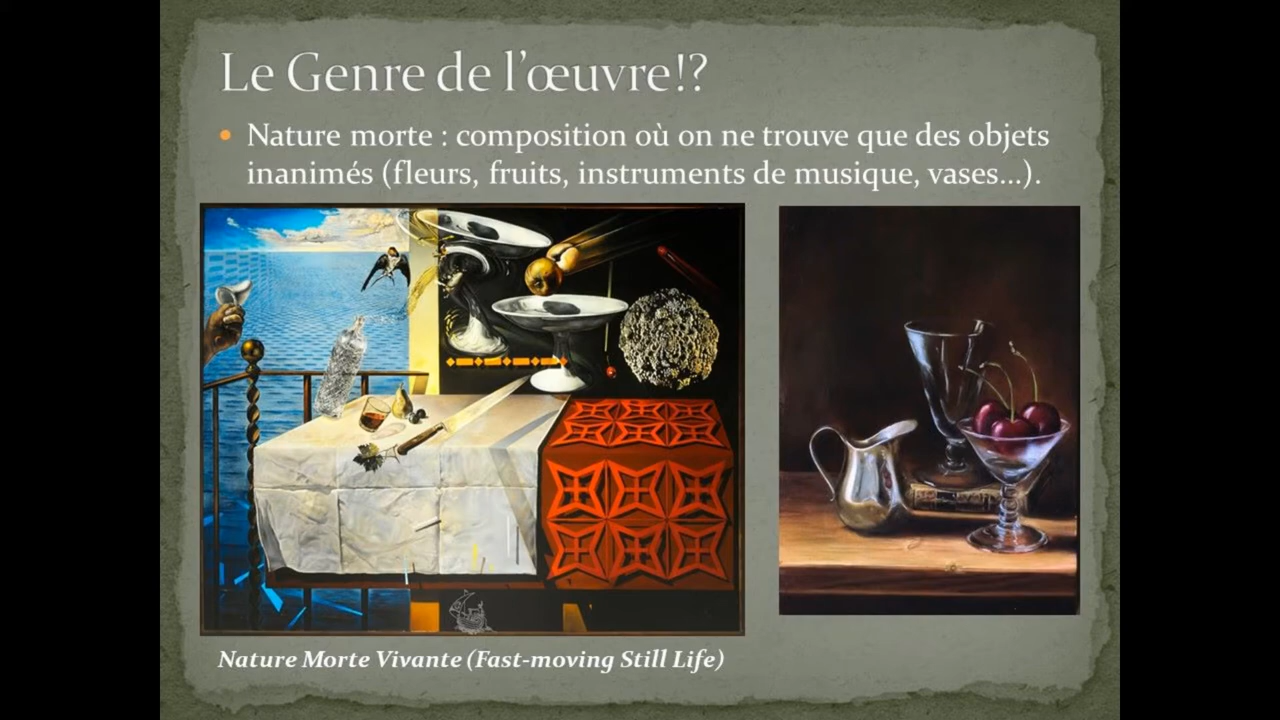 Le Genre de l'œuvre!?
• Nature morte : composition où on ne trouve que des objets
inanimés (fleurs, fruits, instruments de musique, vases...).
Nature Morte Vivante (Fast-moving Still Life)